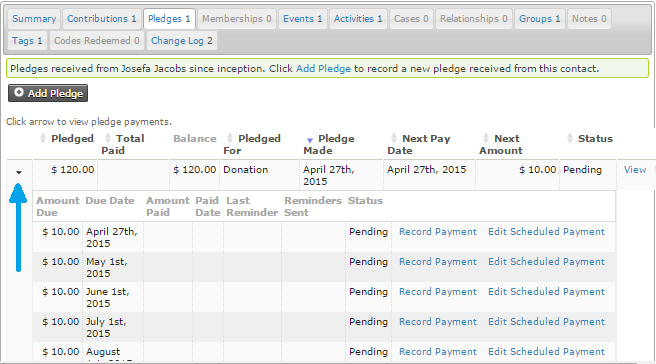 Summary Contributions 1 Pledges 1 Memberships 0 Events 1 Activities 1 Cases 0 Relationships 0 Groups 1 Notes 0
Tags 1 Codes Redeemed 0 Change Log 2
Pledges received from Josefa Jacobs since inception. Click Add Pledge to record a new pledge received from this contact.
Add Pledge
Click arrow to view pledge payments.
Pledged Total Paid Balance Pledged For Pledge Made Next Pay Date Next Amount Status
$ 120.00 $ 120.00 Donation April 27th, 2015 April 27th, 2015 $ 10.00 Pending View
Amount Due Due Date Amount Paid Paid Date Last Reminder Reminders Sent Status
$ 10.00 April 27th, 2015 Pending Record Payment Edit Scheduled Payment
$ 10.00 May 1st, 2015 Pending Record Payment Edit Scheduled Payment
$ 10.00 June 1st, 2015 Pending Record Payment Edit Scheduled Payment
$ 10.00 July 1st, 2015 Pending Record Payment Edit Scheduled Payment
$ 10.00 August Pending Record Payment Edit Scheduled Payment